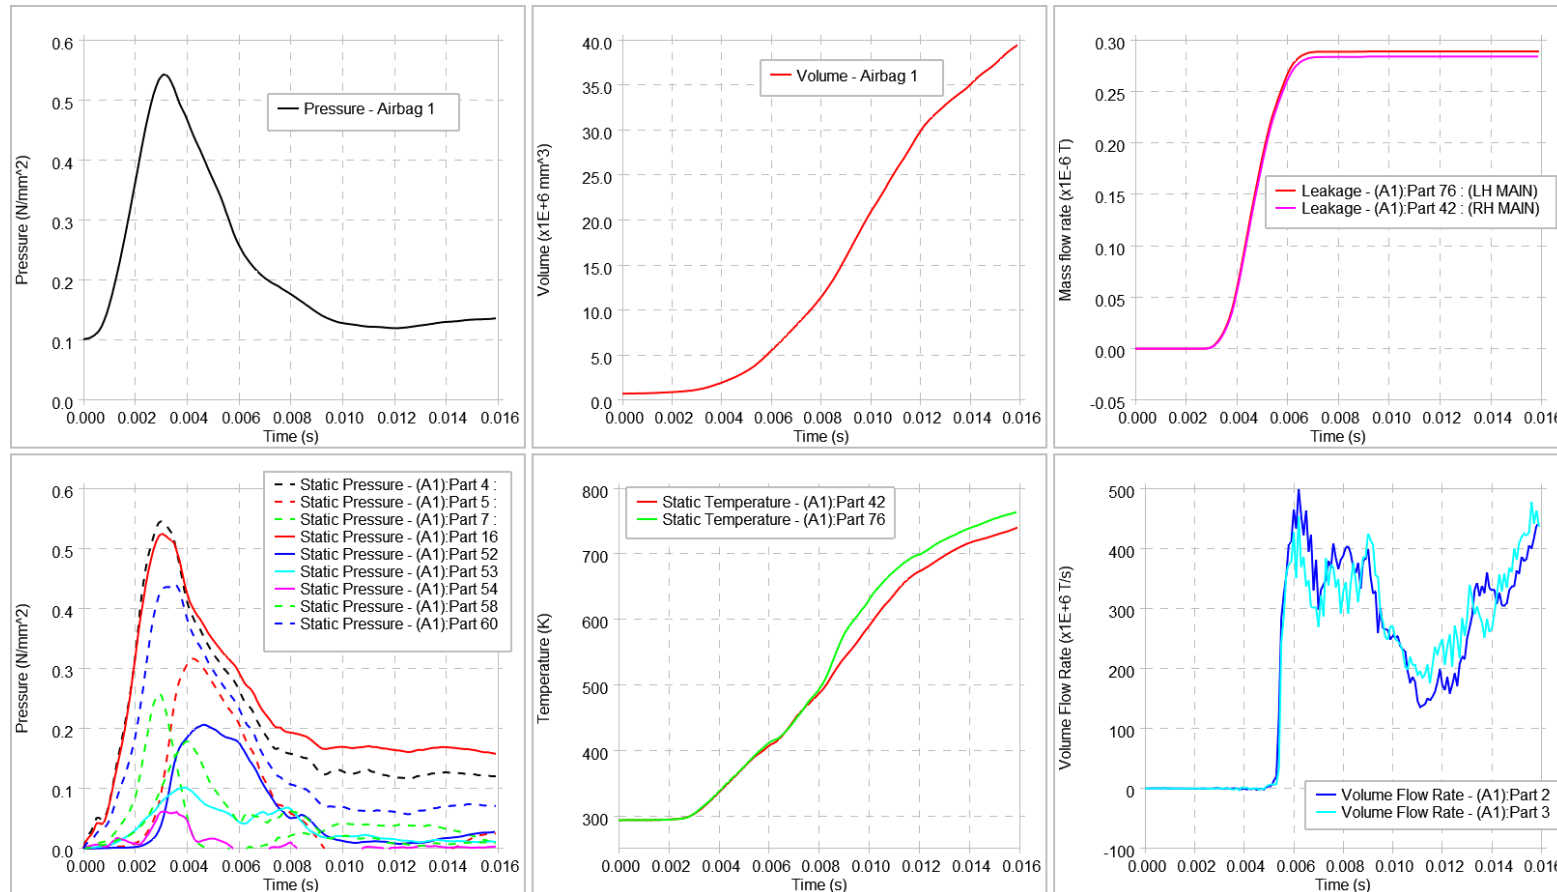 0.6
0.5
0.4
0.3
0.2
0.1
0.0
Pressure (N/mm^2)
Pressure - Airbag 1
0.000 0.002 0.004 0.006 0.008 0.010 0.012 0.014 0.016
Time (s)
40.0
35.0
30.0
25.0
20.0
15.0
10.0
5.0
0.0
Volume (x1E+6 mm^3)
Volume - Airbag 1
0.000 0.002 0.004 0.006 0.008 0.010 0.012 0.014 0.016
Time (s)
0.30
0.25
0.20
0.15
0.10
0.05
0.00
-0.05
Mass flow rate (x1E-6 T)
Leakage - (A1):Part 76 : (LH MAIN)
Leakage - (A1):Part 42 : (RH MAIN)
0.000 0.002 0.004 0.006 0.008 0.010 0.012 0.014 0.016
Time (s)
0.6
0.5
0.4
0.3
0.2
0.1
0.0
Pressure (N/mm^2)
Static Pressure - (A1):Part 4 :
Static Pressure - (A1):Part 5 :
Static Pressure - (A1):Part 7 :
Static Pressure - (A1):Part 16
Static Pressure - (A1):Part 52
Static Pressure - (A1):Part 53
Static Pressure - (A1):Part 54
Static Pressure - (A1):Part 58
Static Pressure - (A1):Part 60
0.000 0.002 0.004 0.006 0.008 0.010 0.012 0.014 0.016
Time (s)
800
700
600
500
400
300
Temperature (K)
Static Temperature - (A1):Part 42
Static Temperature - (A1):Part 76
0.000 0.002 0.004 0.006 0.008 0.010 0.012 0.014 0.016
Time (s)
500
400
300
200
100
0
-100
Volume Flow Rate (x1E+6 T/s)
Volume Flow Rate - (A1):Part 2
Volume Flow Rate - (A1):Part 3
0.000 0.002 0.004 0.006 0.008 0.010 0.012 0.014 0.016
Time (s)